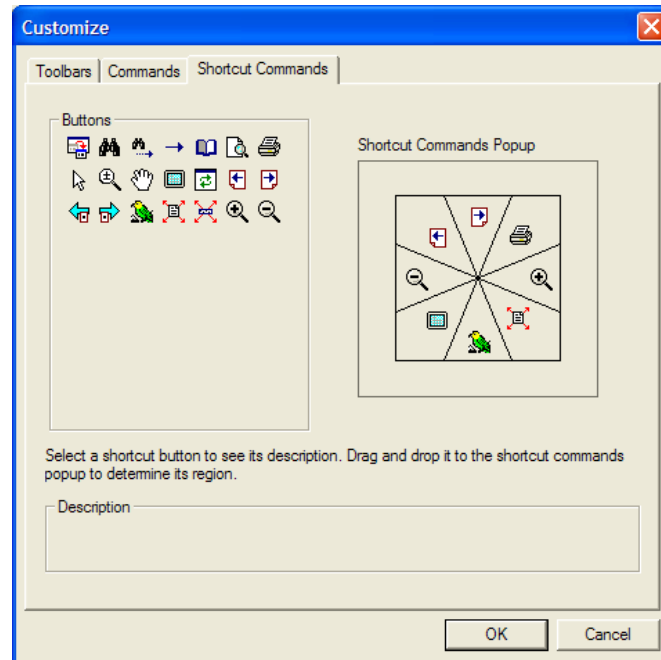 Customize
Toolbars
Commands
Shortcut Commands
Buttons
Shortcut Commands Popup
Select a shortcut button to see its description. Drag and drop it to the shortcut commands
popup to determine its region.
Description
OK
Cancel